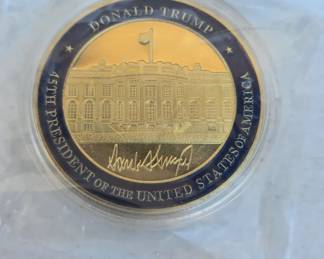 DONALD TRUMP
45TH PRESIDENT OF THE UNITED STATES OF AMERICA